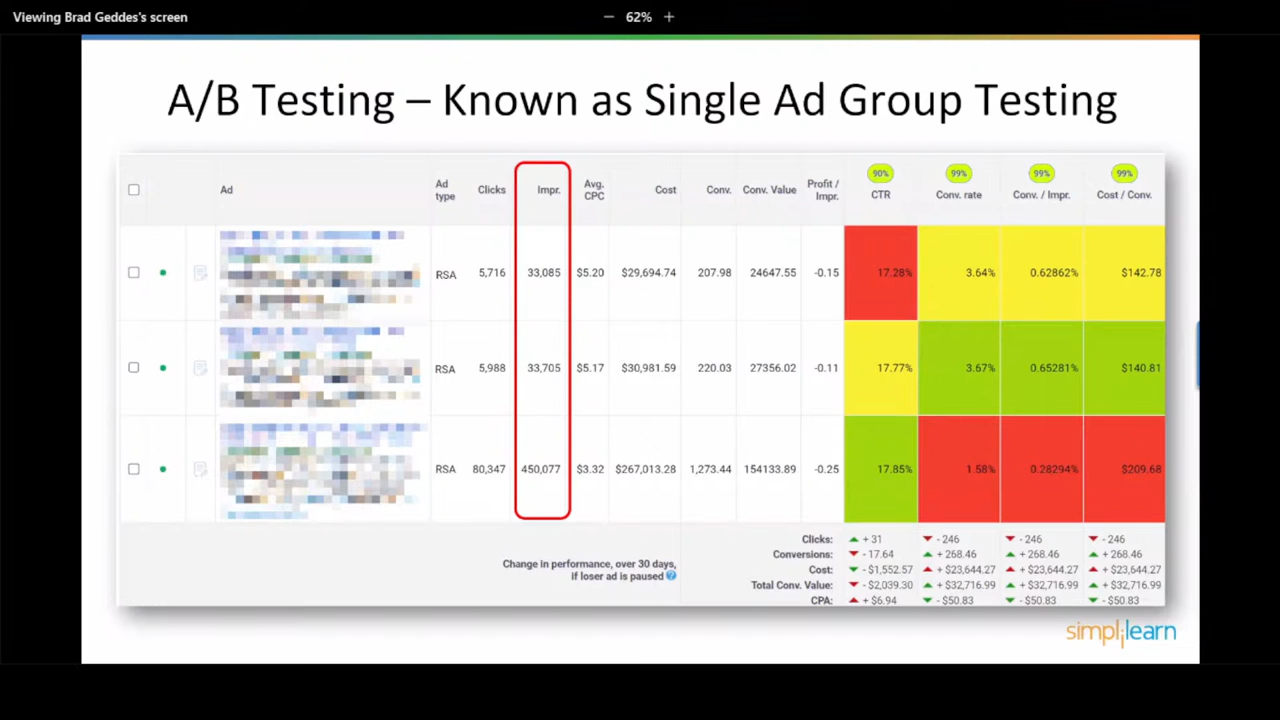 Viewing Brad Geddes's screen
62%
A/B Testing – Known as Single Ad Group Testing
Ad Ad type Clicks Impr. Avg. CPC Cost Conv. Conv. Value Profit / Impr. 90% CTR 99% Conv. rate 99% Conv. / Impr. 99% Cost / Conv.
RSA 5,716 33,085 $5.20 $29,694.74 207.98 24647.55 -0.15 17.28% 3.64% 0.62862% $142.78
RSA 5,988 33,705 $5.17 $30,981.59 220.03 27356.02 -0.11 17.77% 3.67% 0.65281% $140.81
RSA 80,347 450,077 $3.32 $267,013.28 1,273.44 154133.89 -0.25 17.85% 1.58% 0.28294% $209.68
Change in performance, over 30 days,
if loser ad is paused ?
Clicks: + 31 - 246 - 246 - 246
Conversions: - 17.64 + 268.46 + 268.46 + 268.46
Cost: - $1,552.57 + $23,644.27 + $23,644.27 + $23,644.27
Total Conv. Value: - $2,039.30 + $32,716.99 + $32,716.99 + $32,716.99
CPA: + $6.94 - $50.83 - $50.83 - $50.83
simplilearn